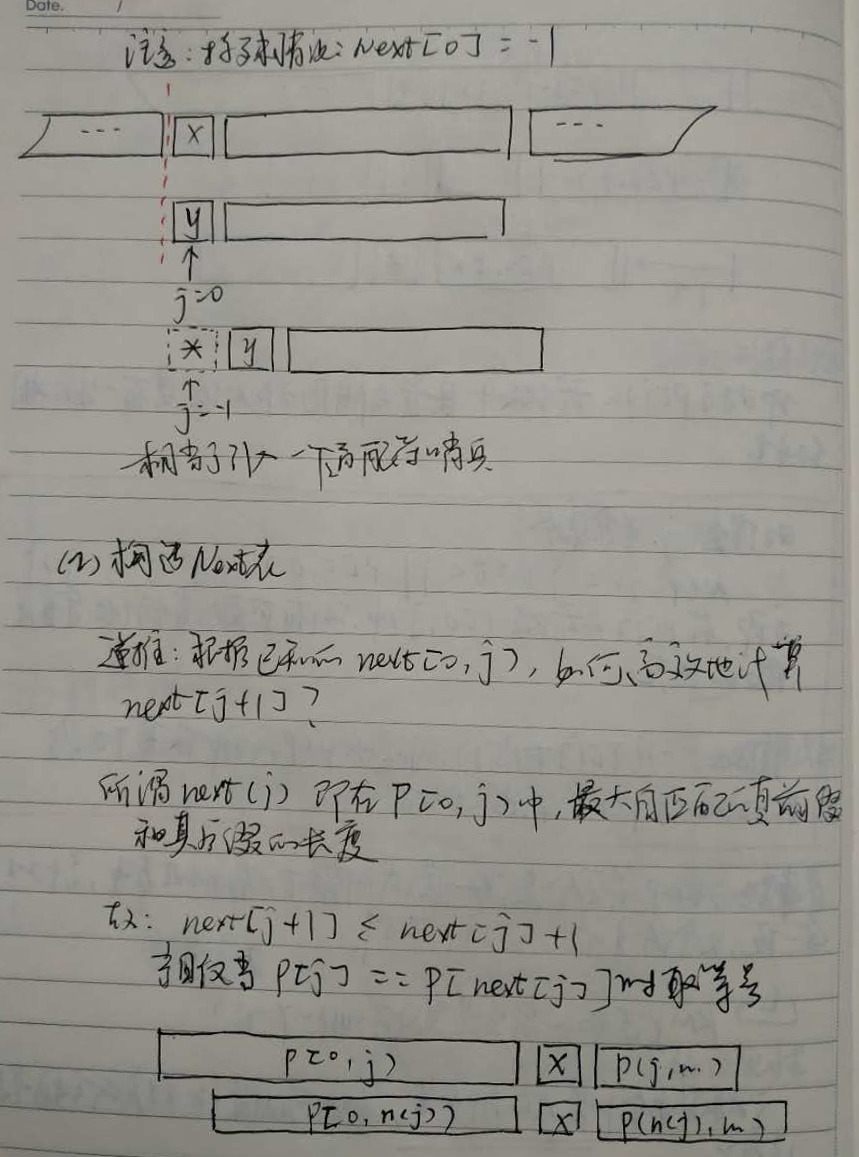 Date. /
注意:特殊情况:Next[0] = -1
--- X ---
y
↑
j=0
* y
↑
j=-1
相当于引入一个通配符哨兵
(2) 构造Next表
递推:根据已知的 next[0, j),如何高效地计算
next[j+1]?
所谓next(j) 即在 P[0, j)中,最大自匹配的真前缀
和真后缀的长度
故: next[j+1] ≤ next[j]+1
当且仅当 P[j] == P[next[j]]时取等号
P[0, j) X P(j, m)
P[0, n(j)) X P(n(j), m)